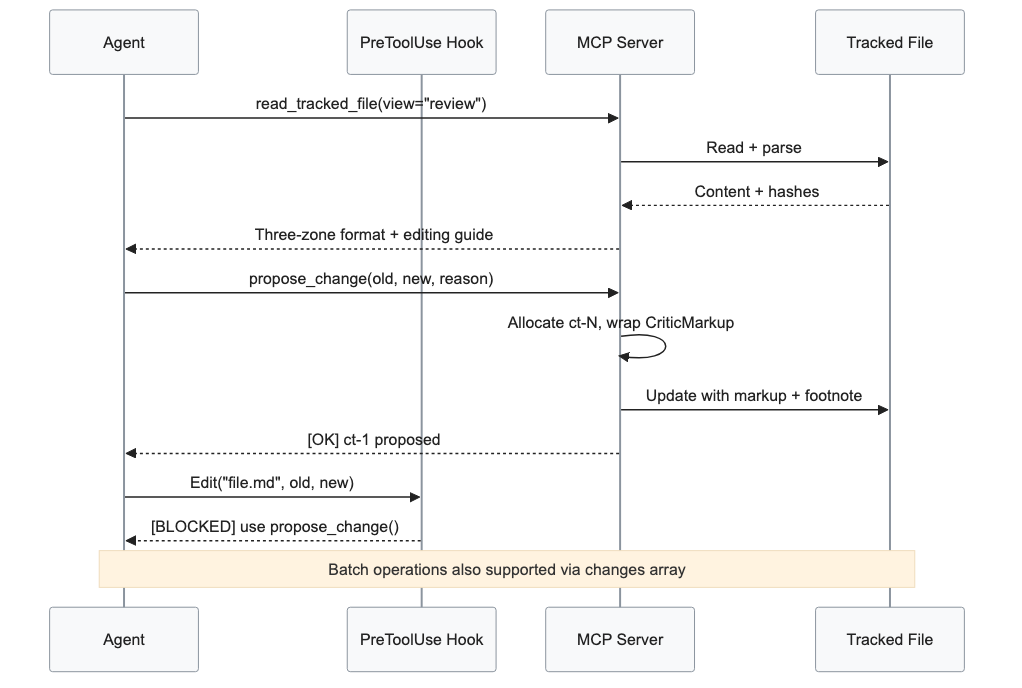 Agent
PreToolUse Hook
MCP Server
Tracked File
read_tracked_file(view="review")
Read + parse
Content + hashes
Three-zone format + editing guide
propose_change(old, new, reason)
Allocate ct-N, wrap CriticMarkup
Update with markup + footnote
[OK] ct-1 proposed
Edit("file.md", old, new)
[BLOCKED] use propose_change()
Batch operations also supported via changes array
Agent
PreToolUse Hook
MCP Server
Tracked File